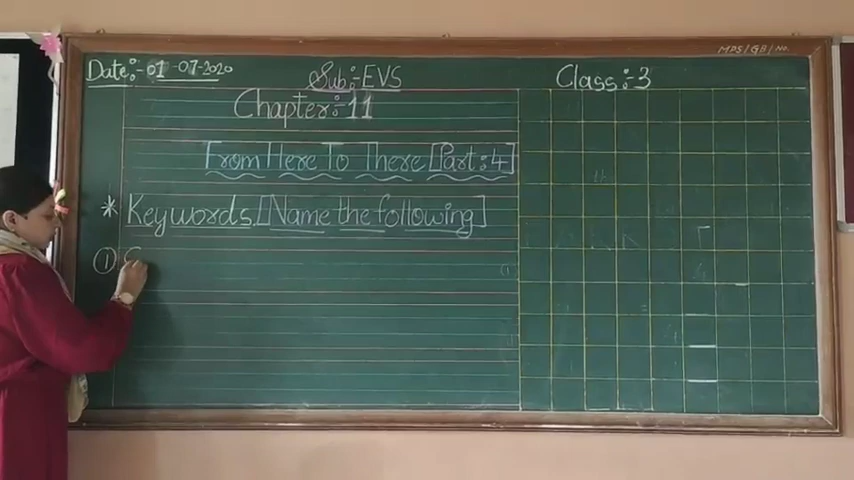 MPS/GB/No.
Date:- 01-07-2020 Sub:-EVS Class:-3
Chapter:-11
From Here To There [Part:4]
* Keywords. [Name the following]
① C